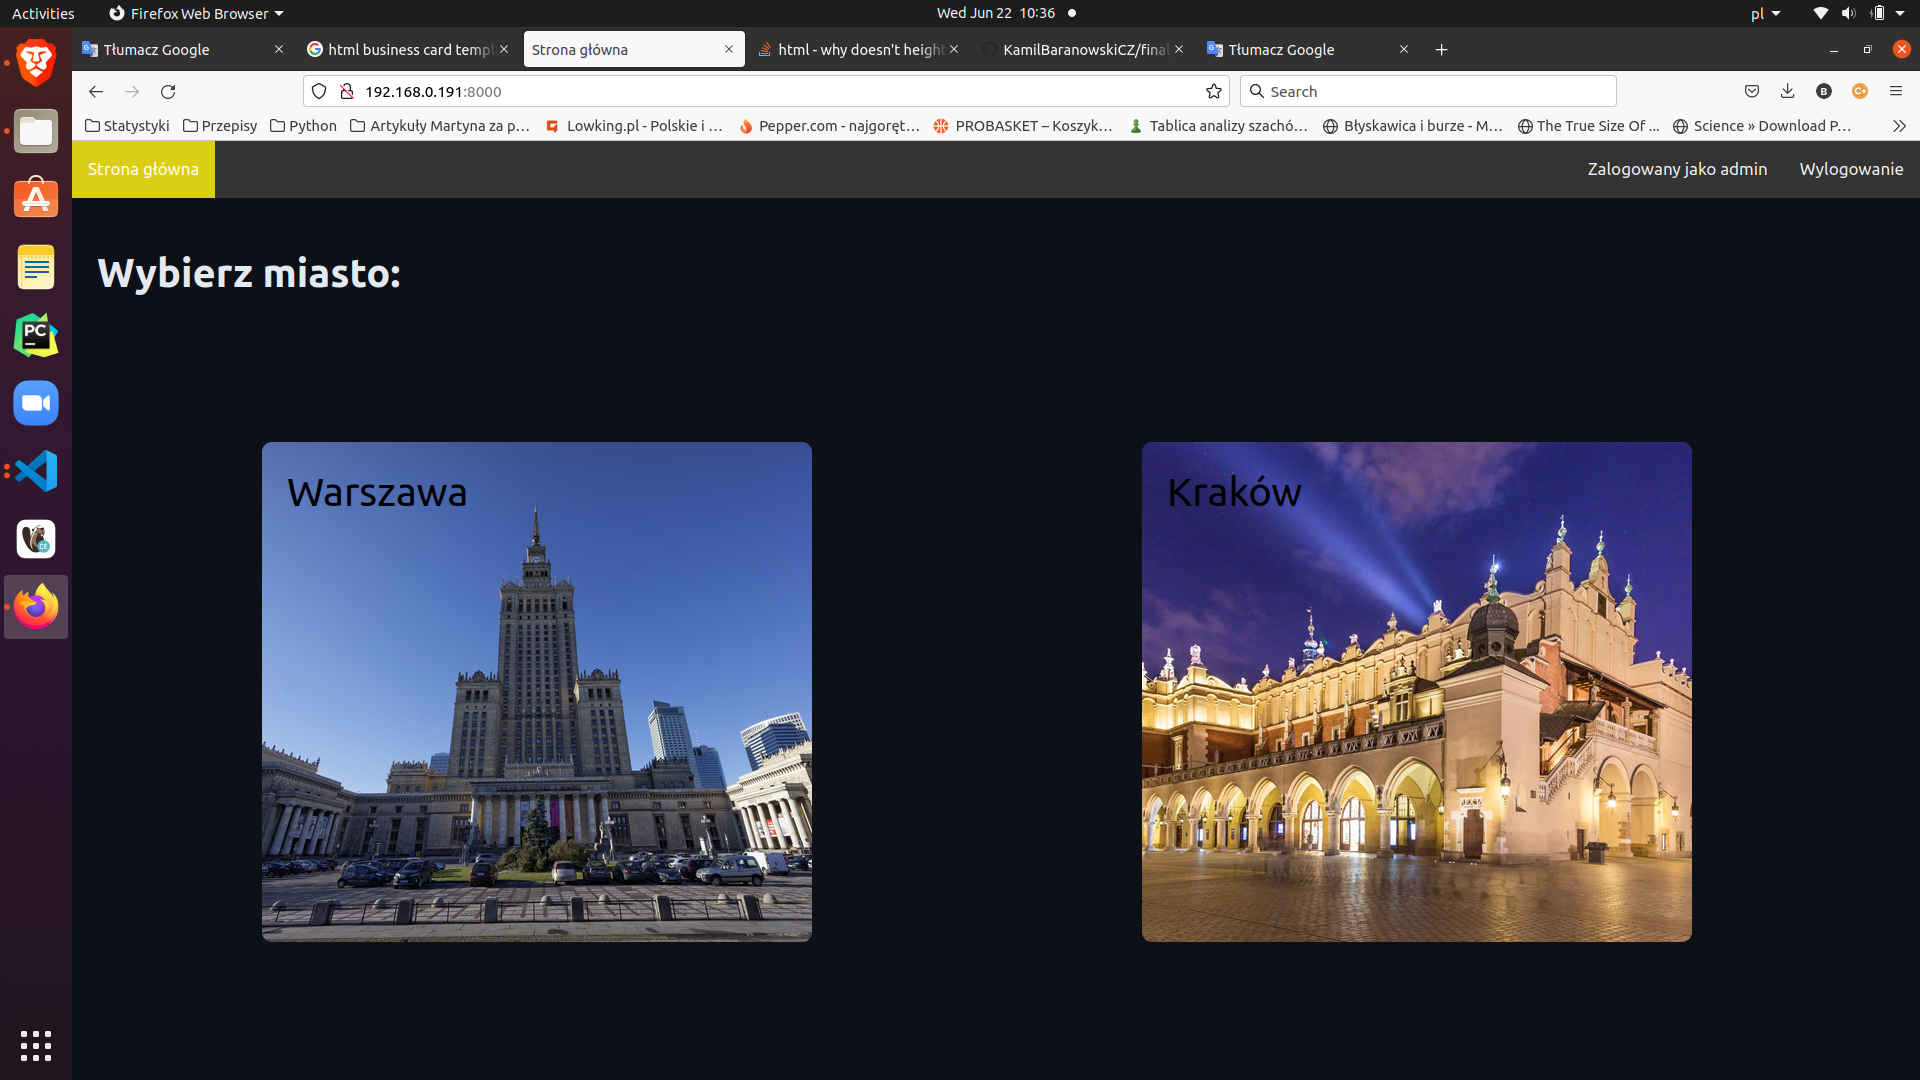 Activities
Firefox Web Browser
Wed Jun 22 10:36
pl
Tłumacz Google
html business card templ
Strona główna
html - why doesn't height
KamilBaranowskiCZ/final
Tłumacz Google
192.168.0.191:8000
Search
Statystyki
Przepisy
Python
Artykuły Martyna za p…
Lowking.pl - Polskie i …
Pepper.com - najgoręt…
PROBASKET – Koszyk…
Tablica analizy szachó…
Błyskawica i burze - M…
The True Size Of …
Science » Download P…
Strona główna
Zalogowany jako admin
Wylogowanie
Wybierz miasto:
Warszawa
Kraków
PC
CE
B
C+